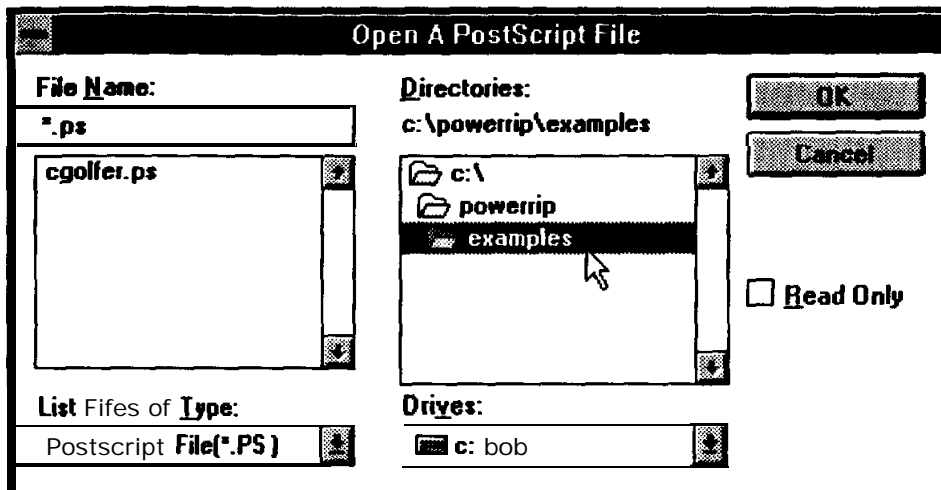 Open A PostScript File
File Name:
*.ps
cgolfer.ps
List Fifes of Type:
Postscript File(*.PS )
Directories:
c:\powerrip\examples
c:\
powerrip
examples
Drives:
c: bob
OK
Cancel
Read Only